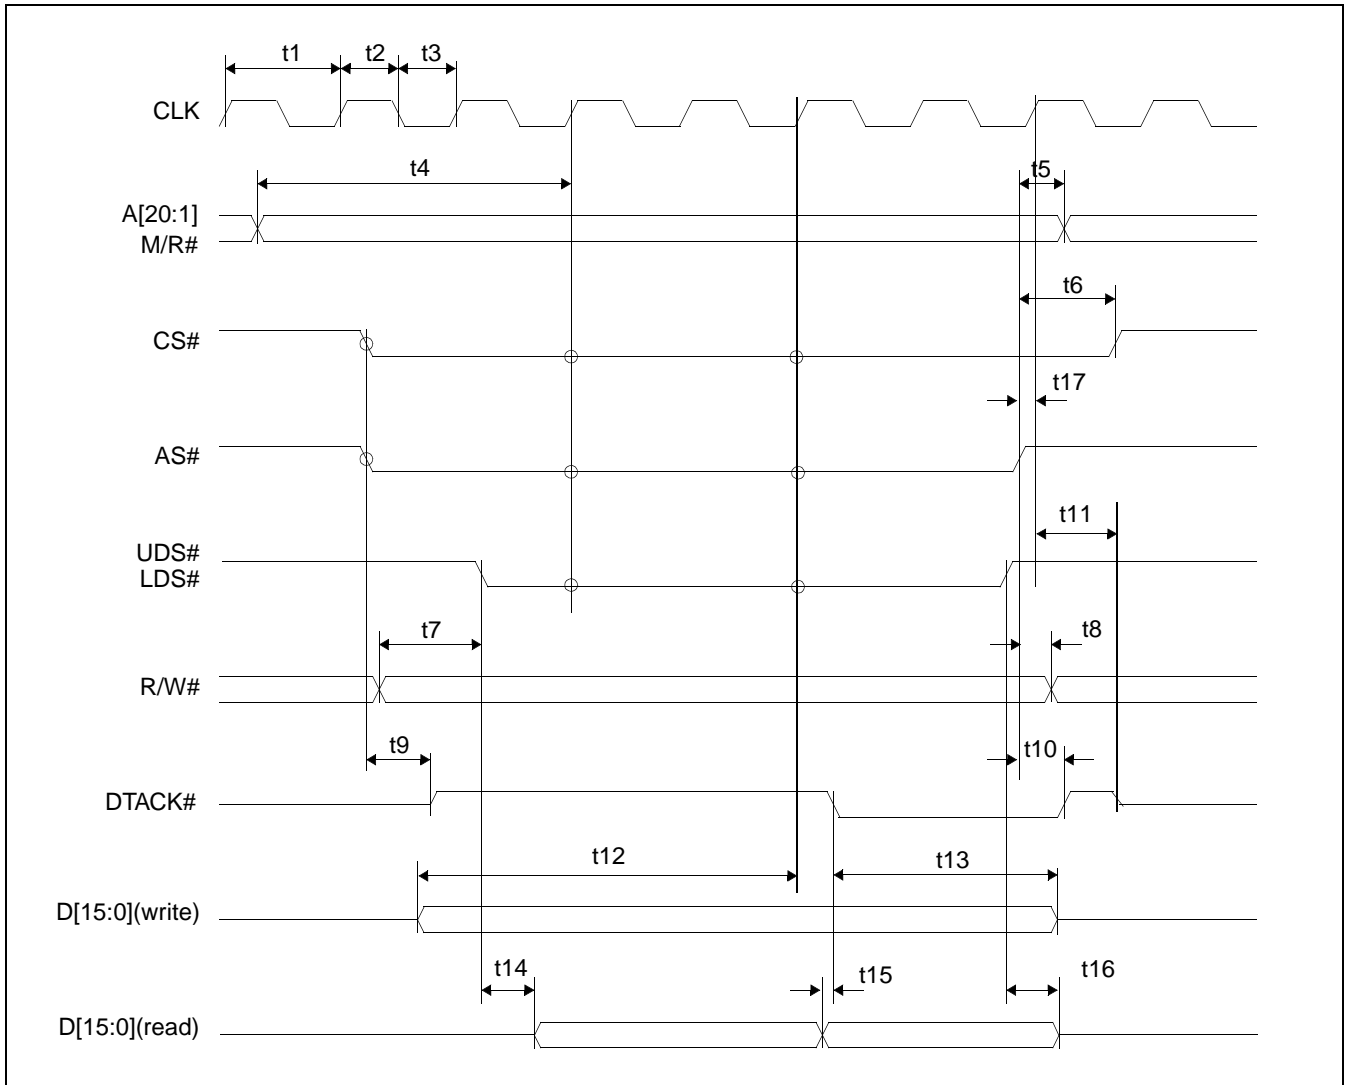 t1 t2 t3
CLK
t4 t5
A[20:1]
M/R#
t6
CS#
t17
AS#
t11
UDS#
LDS#
t7 t8
R/W#
t9 t10
DTACK#
t12 t13
D[15:0](write)
t14 t15 t16
D[15:0](read)